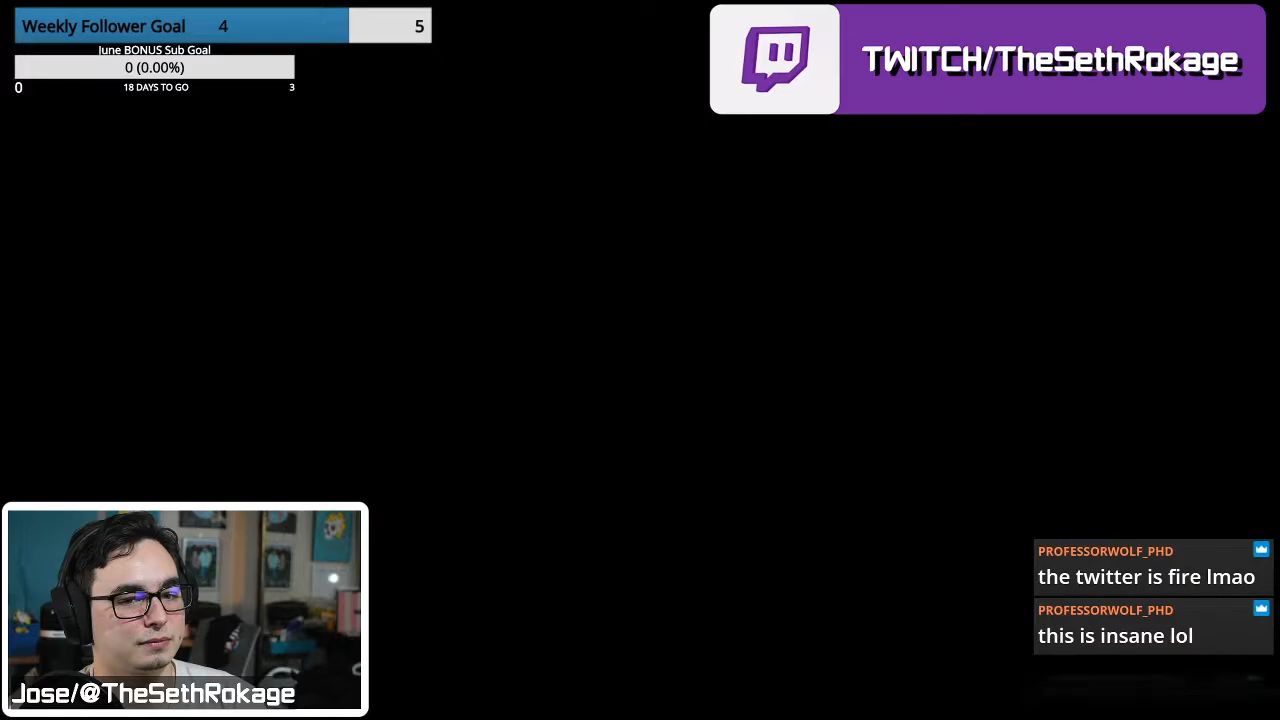 Weekly Follower Goal 4 5
June BONUS Sub Goal
0 (0.00%)
0 18 DAYS TO GO 3
TWITCH/TheSethRokage
PROFESSORWOLF_PHD
the twitter is fire lmao
PROFESSORWOLF_PHD
this is insane lol
Jose/@TheSethRokage